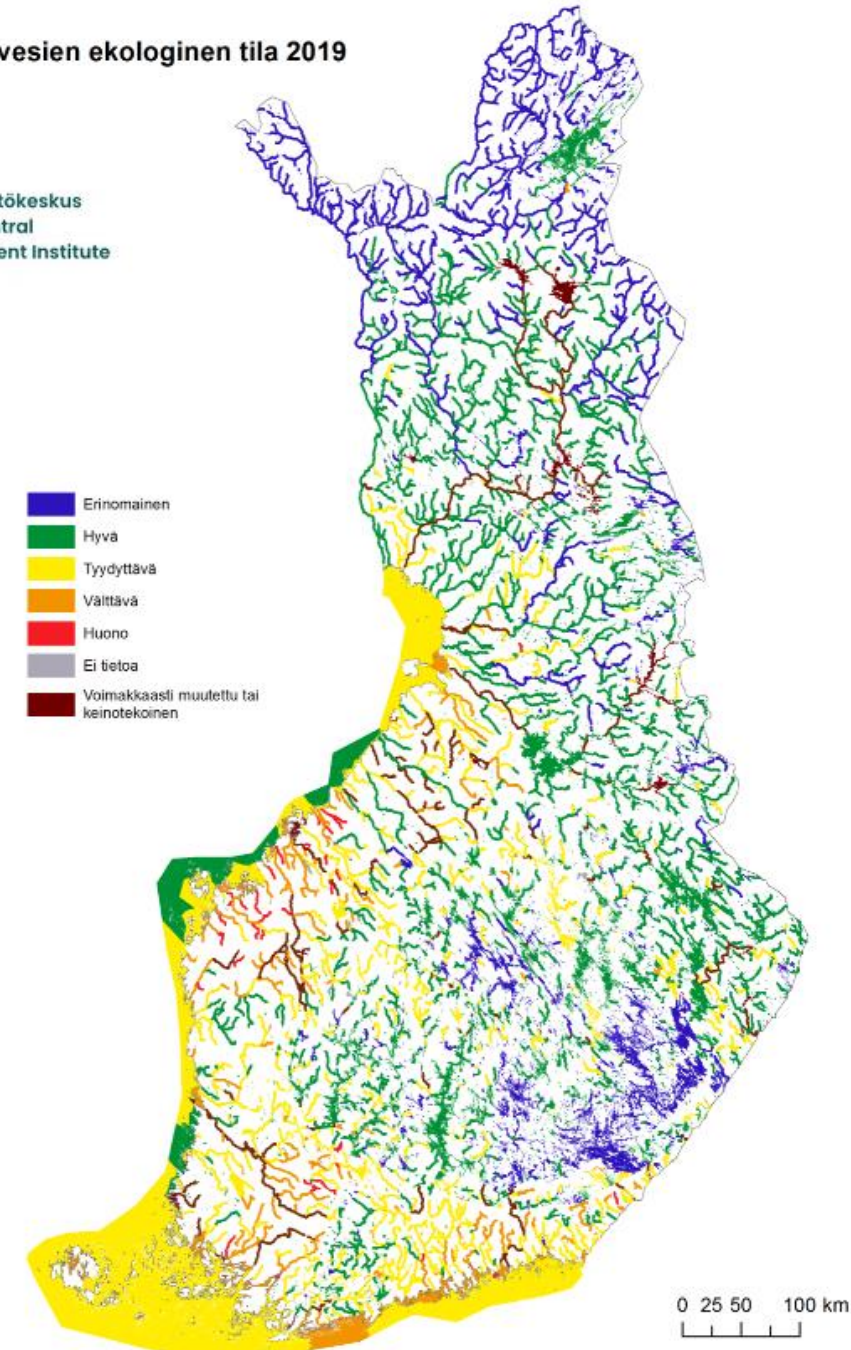 vesien ekologinen tila 2019
tökeskus
tral
ent Institute
Erinomainen
Hyvä
Tyydyttävä
Välttävä
Huono
Ei tietoa
Voimakkaasti muutettu tai
keinotekoinen
0 25 50 100 km